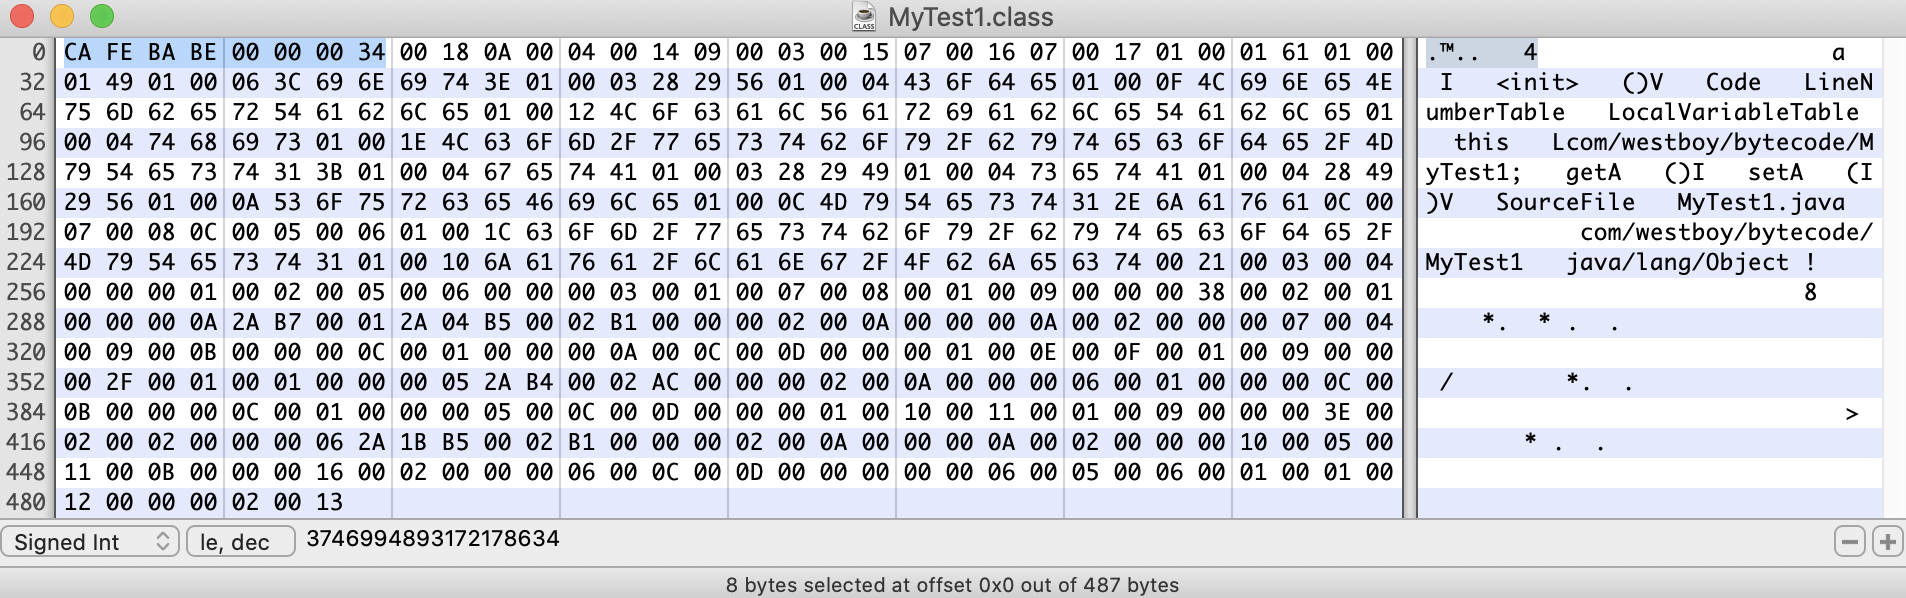 MyTest1.class
0 CA FE BA BE 00 00 00 34 00 18 0A 00 04 00 14 09 00 03 00 15 07 00 16 07 00 17 01 00 01 61 01 00 .™.. 4 a
32 01 49 01 00 06 3C 69 6E 69 74 3E 01 00 03 28 29 56 01 00 04 43 6F 64 65 01 00 0F 4C 69 6E 65 4E I <init> ()V Code LineN
64 75 6D 62 65 72 54 61 62 6C 65 01 00 12 4C 6F 63 61 6C 56 61 72 69 61 62 6C 65 54 61 62 6C 65 01 umberTable LocalVariableTable
96 00 04 74 68 69 73 01 00 1E 4C 63 6F 6D 2F 77 65 73 74 62 6F 79 2F 62 79 74 65 63 6F 64 65 2F 4D this Lcom/westboy/bytecode/M
128 79 54 65 73 74 31 3B 01 00 04 67 65 74 41 01 00 03 28 29 49 01 00 04 73 65 74 41 01 00 04 28 49 yTest1; getA ()I setA (I
160 29 56 01 00 0A 53 6F 75 72 63 65 46 69 6C 65 01 00 0C 4D 79 54 65 73 74 31 2E 6A 61 76 61 0C 00 )V SourceFile MyTest1.java
192 07 00 08 0C 00 05 00 06 01 00 1C 63 6F 6D 2F 77 65 73 74 62 6F 79 2F 62 79 74 65 63 6F 64 65 2F com/westboy/bytecode/
224 4D 79 54 65 73 74 31 01 00 10 6A 61 76 61 2F 6C 61 6E 67 2F 4F 62 6A 65 63 74 00 21 00 03 00 04 MyTest1 java/lang/Object !
256 00 00 00 01 00 02 00 05 00 06 00 00 00 03 00 01 00 07 00 08 00 01 00 09 00 00 00 38 00 02 00 01 8
288 00 00 00 0A 2A B7 00 01 2A 04 B5 00 02 B1 00 00 00 02 00 0A 00 00 00 0A 00 02 00 00 00 07 00 04 *. * . .
320 00 09 00 0B 00 00 00 0C 00 01 00 00 00 0A 00 0C 00 0D 00 00 00 01 00 0E 00 0F 00 01 00 09 00 00
352 00 2F 00 01 00 01 00 00 00 05 2A B4 00 02 AC 00 00 00 02 00 0A 00 00 00 06 00 01 00 00 00 0C 00 / *. .
384 0B 00 00 00 0C 00 01 00 00 00 05 00 0C 00 0D 00 00 00 01 00 10 00 11 00 01 00 09 00 00 00 3E 00 >
416 02 00 02 00 00 00 06 2A 1B B5 00 02 B1 00 00 00 02 00 0A 00 00 00 0A 00 02 00 00 00 10 00 05 00 * . .
448 11 00 0B 00 00 00 16 00 02 00 00 00 06 00 0C 00 0D 00 00 00 00 00 06 00 05 00 06 00 01 00 01 00
480 12 00 00 00 02 00 13
Signed Int le, dec 3746994893172178634
8 bytes selected at offset 0x0 out of 487 bytes